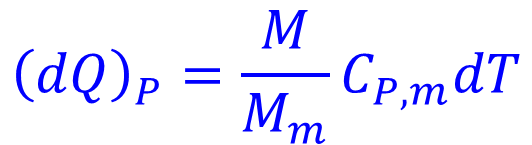 (dQ)_P = \frac{M}{M_m} C_{P,m} dT